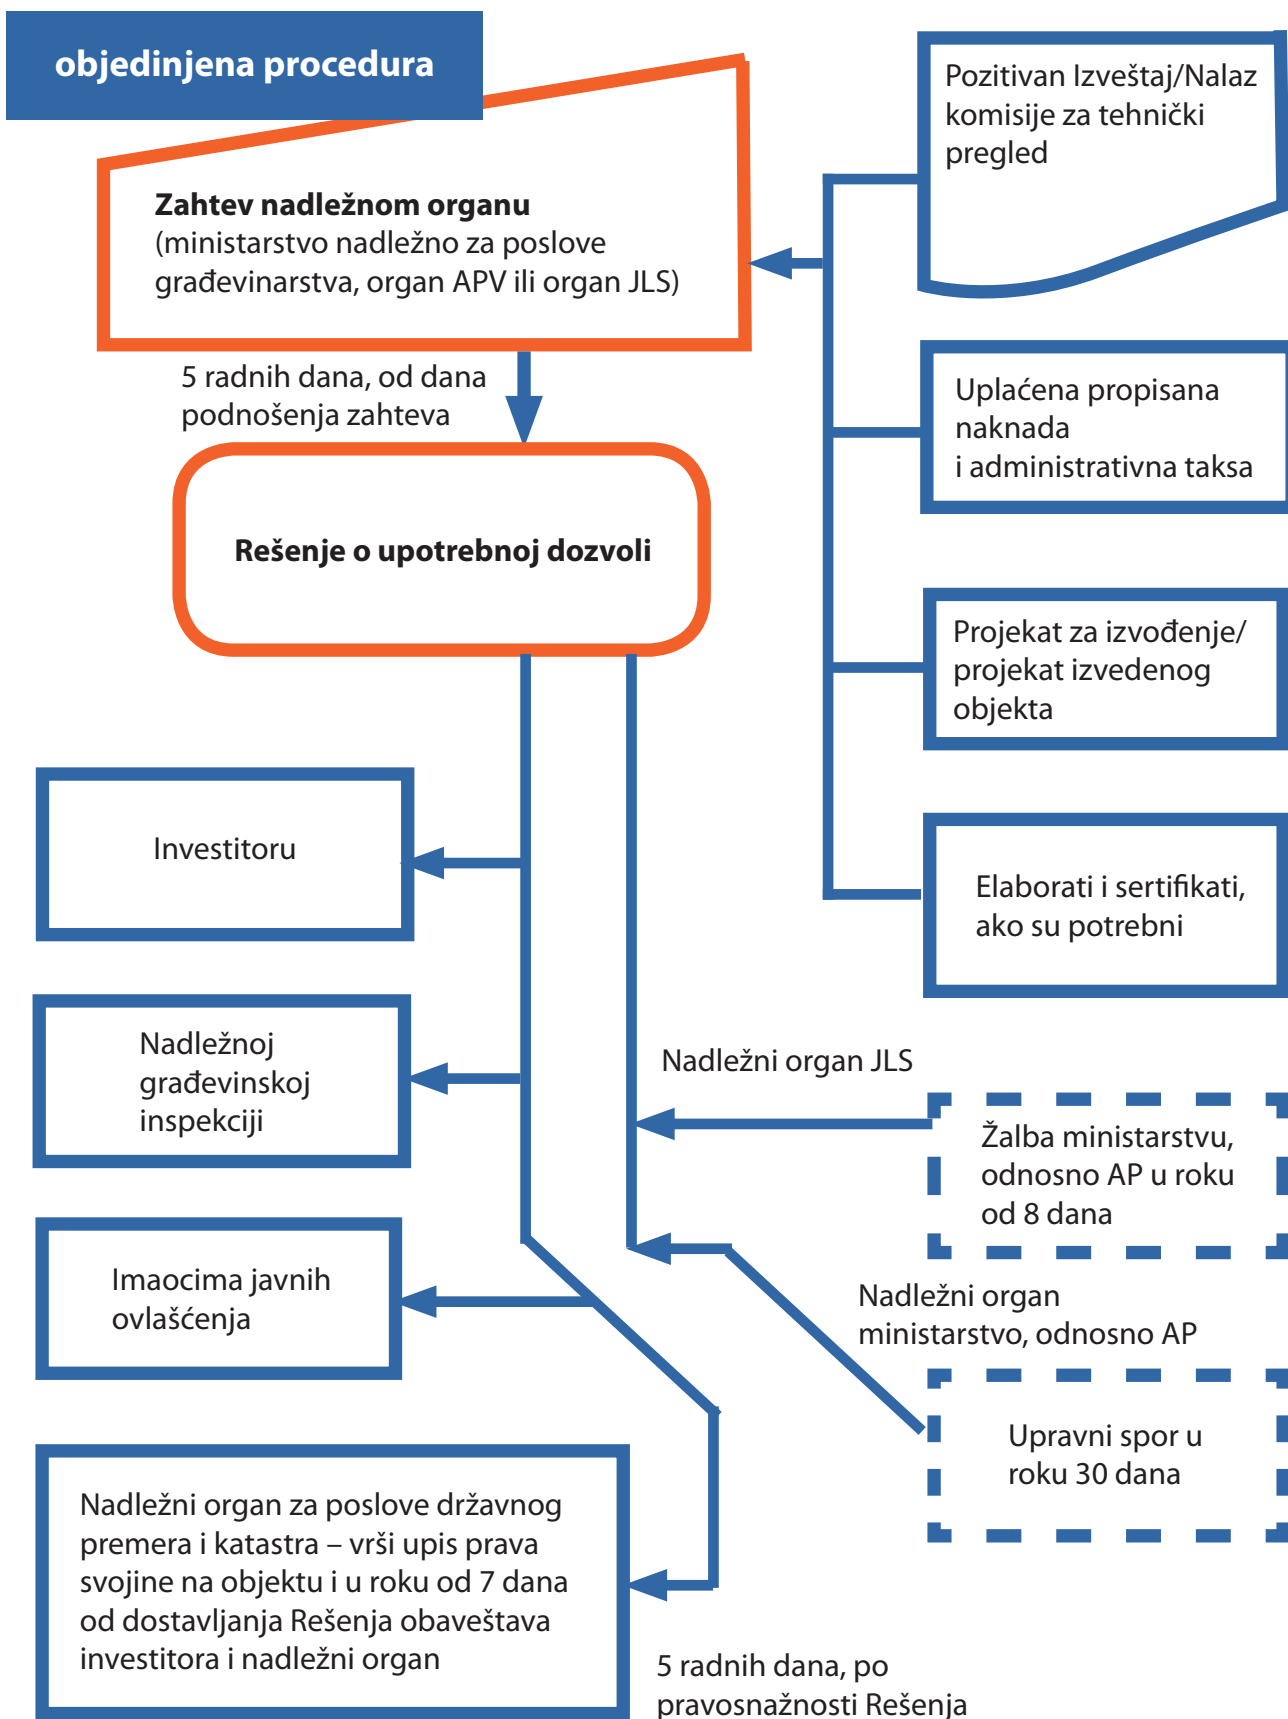 objedinjena procedura
Pozitivan Izveštaj/Nalaz
komisije za tehnički
pregled
Zahtev nadležnom organu
(ministarstvo nadležno za poslove
građevinarstva, organ APV ili organ JLS)
5 radnih dana, od dana
podnošenja zahteva
Uplaćena propisana
naknada
i administrativna taksa
Rešenje o upotrebnoj dozvoli
Projekat za izvođenje/
projekat izvedenog
objekta
Investitoru
Elaborati i sertifikati,
ako su potrebni
Nadležnoj
građevinskoj
inspekciji
Nadležni organ JLS
Žalba ministarstvu,
odnosno AP u roku
od 8 dana
Imaocima javnih
ovlašćenja
Nadležni organ
ministarstvo, odnosno AP
Upravni spor u
roku 30 dana
Nadležni organ za poslove državnog
premera i katastra – vrši upis prava
svojine na objektu i u roku od 7 dana
od dostavljanja Rešenja obaveštava
investitora i nadležni organ
5 radnih dana, po
pravosnažnosti Rešenja